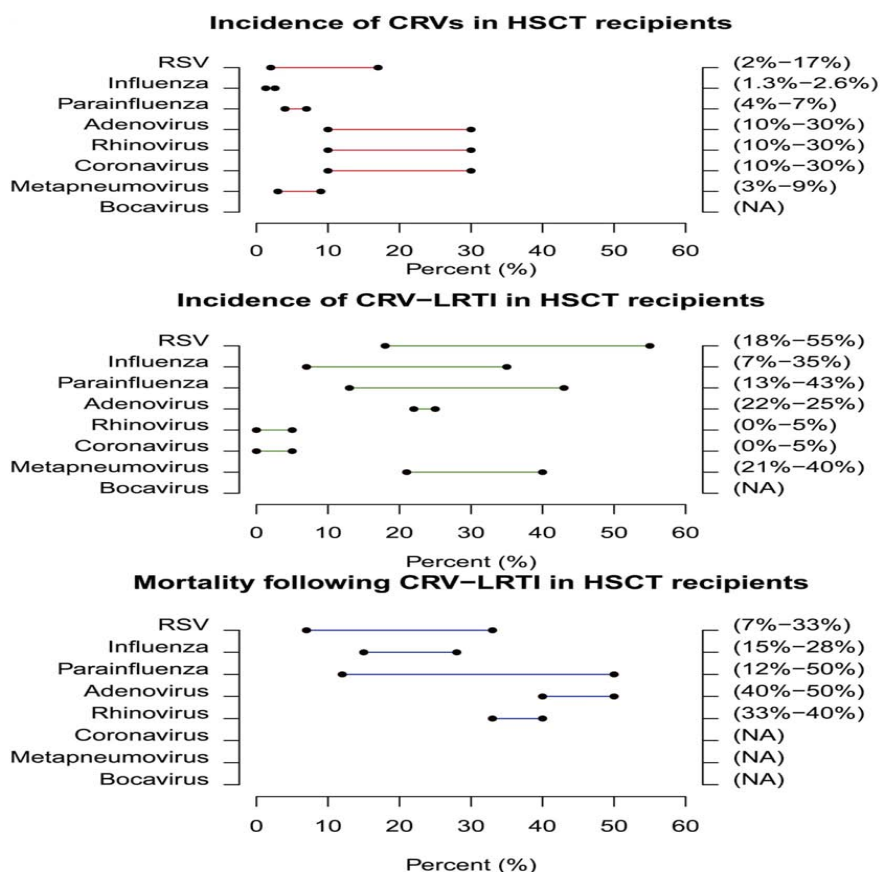 Incidence of CRVs in HSCT recipients
RSV (2%−17%)
Influenza (1.3%−2.6%)
Parainfluenza (4%−7%)
Adenovirus (10%−30%)
Rhinovirus (10%−30%)
Coronavirus (10%−30%)
Metapneumovirus (3%−9%)
Bocavirus (NA)
0 10 20 30 40 50 60
Percent (%)
Incidence of CRV−LRTI in HSCT recipients
RSV (18%−55%)
Influenza (7%−35%)
Parainfluenza (13%−43%)
Adenovirus (22%−25%)
Rhinovirus (0%−5%)
Coronavirus (0%−5%)
Metapneumovirus (21%−40%)
Bocavirus (NA)
0 10 20 30 40 50 60
Percent (%)
Mortality following CRV−LRTI in HSCT recipients
RSV (7%−33%)
Influenza (15%−28%)
Parainfluenza (12%−50%)
Adenovirus (40%−50%)
Rhinovirus (33%−40%)
Coronavirus (NA)
Metapneumovirus (NA)
Bocavirus (NA)
0 10 20 30 40 50 60
Percent (%)